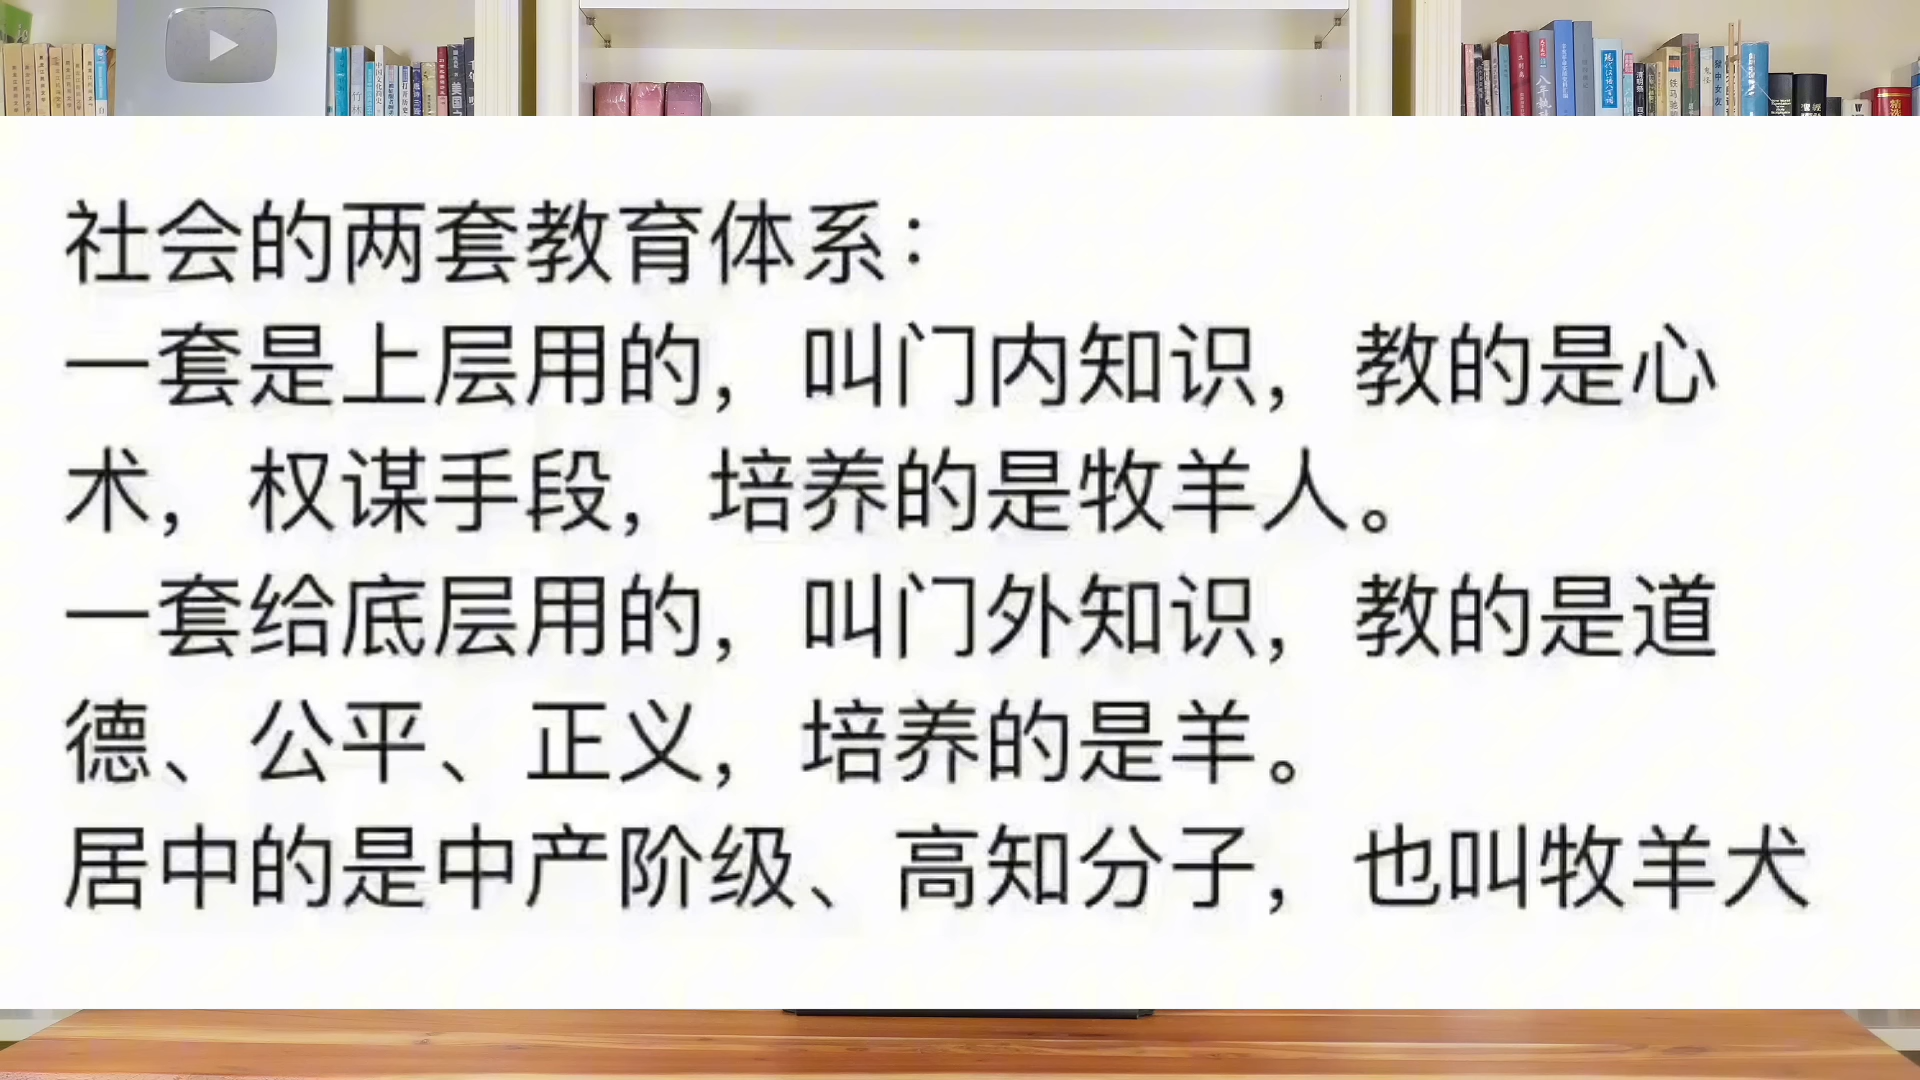 社会的两套教育体系：
一套是上层用的，叫门内知识，教的是心
术，权谋手段，培养的是牧羊人。
一套给底层用的，叫门外知识，教的是道
德、公平、正义，培养的是羊。
居中的是中产阶级、高知分子，也叫牧羊犬